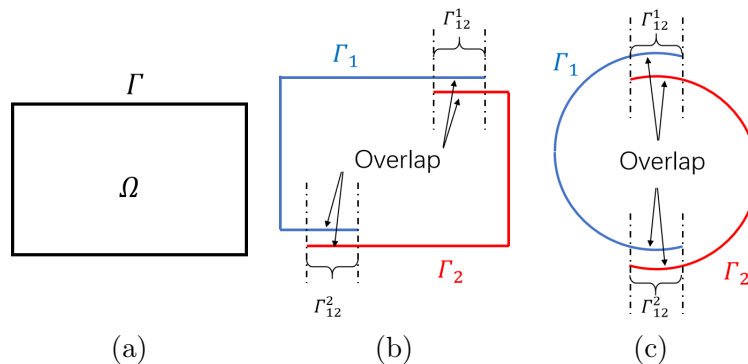 Γ
Ω
(a)
Γ¹₁₂
Γ₁
Overlap
Γ₂
Γ²₁₂
(b)
Γ¹₁₂
Γ₁
Overlap
Γ₂
Γ²₁₂
(c)